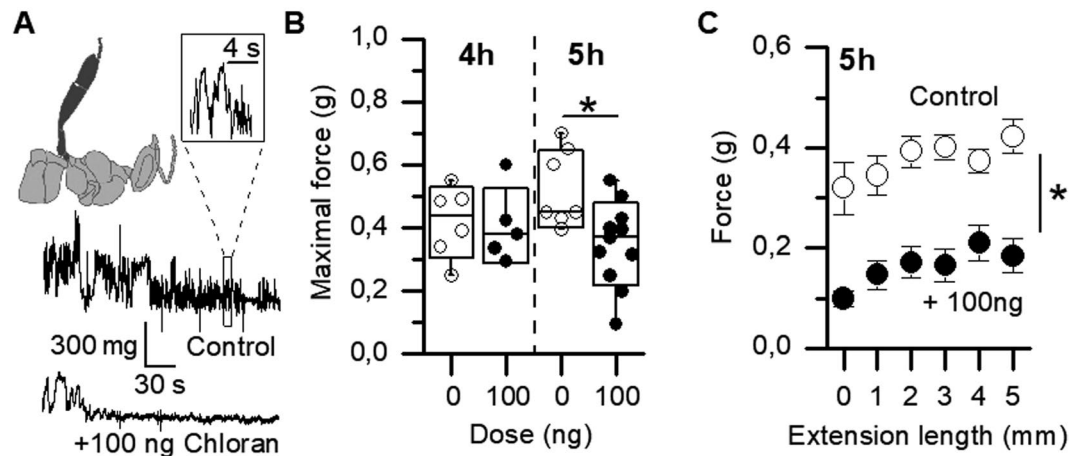 A
4 s
300 mg
Control
30 s
+100 ng Chloran
B
1,0
0,8
0,6
0,4
0,2
0,0
Maximal force (g)
4h
5h
*
0
100
0
100
Dose (ng)
C
0,6
0,4
0,2
0,0
Force (g)
5h
Control
*
+ 100ng
0 1 2 3 4 5
Extension length (mm)